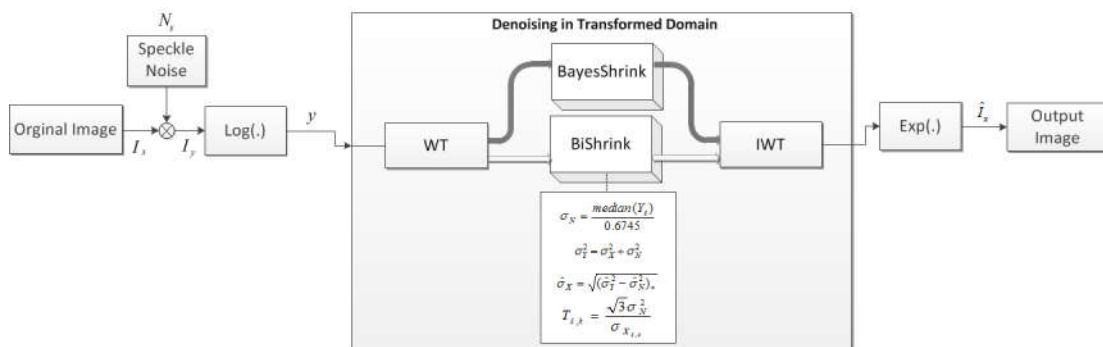 Denoising in Transformed Domain
N_s
Speckle
Noise
BayesShrink
Orginal Image
I_s
I_y
Log(.)
y
WT
BiShrink
IWT
Exp(.)
Î_s
Output
Image
σ_N = median(Y_i) / 0.6745
σ_Y^2 = σ_X^2 + σ_N^2
σ̂_X = √(σ̂_Y^2 − σ̂_N^2)_+
T_{i,k} = √3 σ_N^2 / σ_{X_{i,k}}